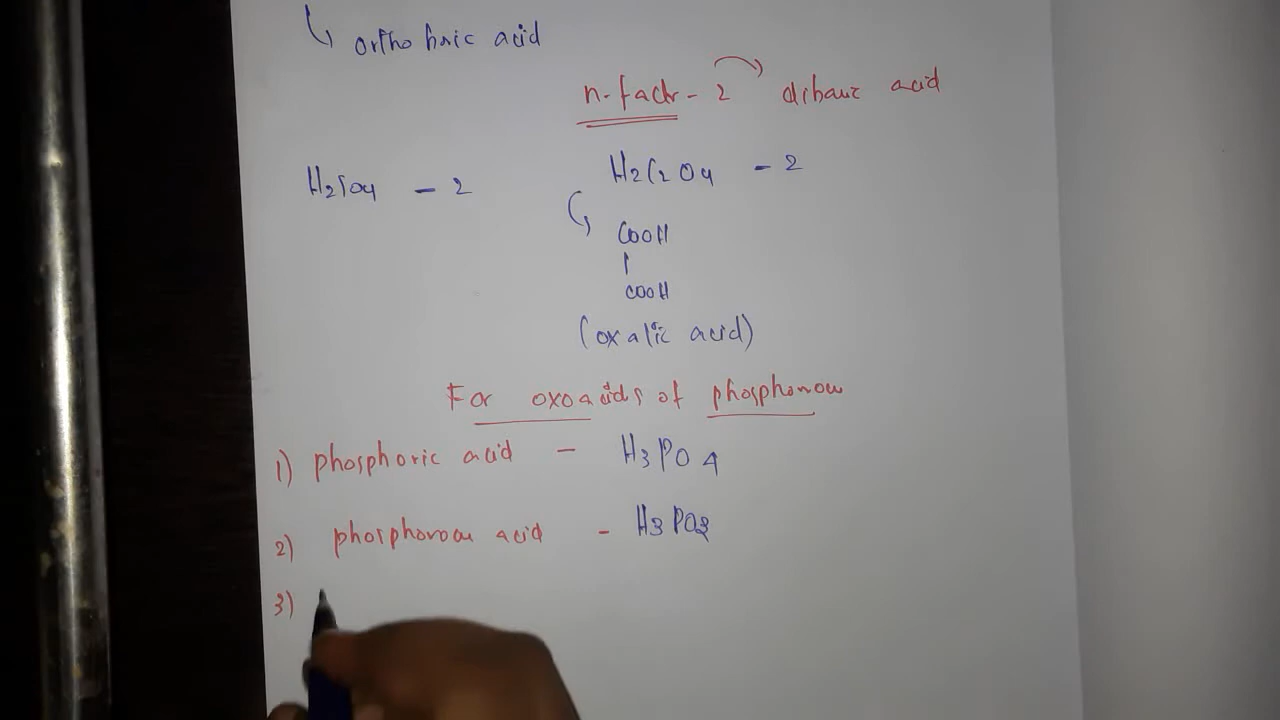 ortho boric acid
n-factor - 2 dibasic acid
H2SO4 - 2 H2C2O4 - 2
COOH
COOH
(oxalic acid)
For oxoacids of phosphorous
1) phosphoric acid - H3PO4
2) phosphorous acid - H3PO3
3)